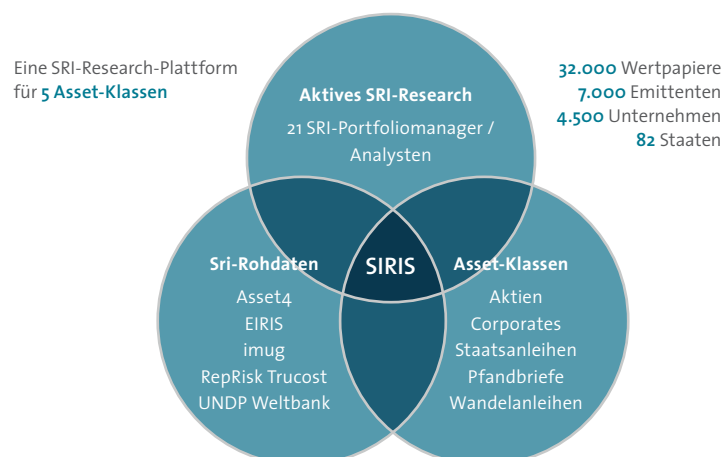 Eine SRI-Research-Plattform
für 5 Asset-Klassen
32.000 Wertpapiere
7.000 Emittenten
4.500 Unternehmen
82 Staaten
Aktives SRI-Research
21 SRI-Portfoliomanager /
Analysten
Sri-Rohdaten
Asset4
EIRIS
imug
RepRisk Trucost
UNDP Weltbank
SIRIS
Asset-Klassen
Aktien
Corporates
Staatsanleihen
Pfandbriefe
Wandelanleihen